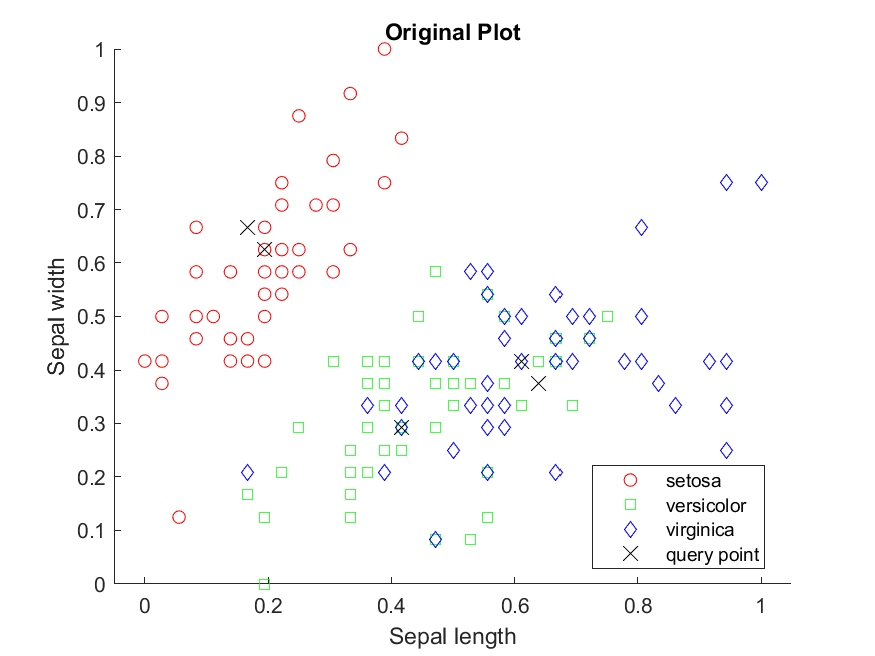 Original Plot
1
0.9
0.8
0.7
0.6
0.5
0.4
0.3
0.2
0.1
0
Sepal width
0 0.2 0.4 0.6 0.8 1
Sepal length
setosa
versicolor
virginica
query point